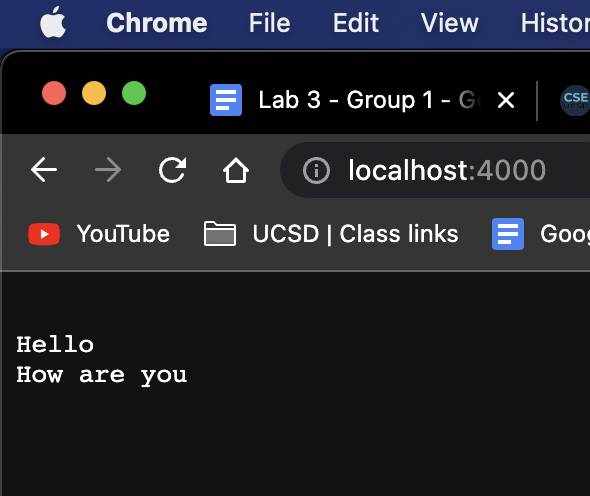 Chrome File Edit View Histor
Lab 3 - Group 1 - G
CSE
localhost:4000
YouTube UCSD | Class links Goog
Hello
How are you